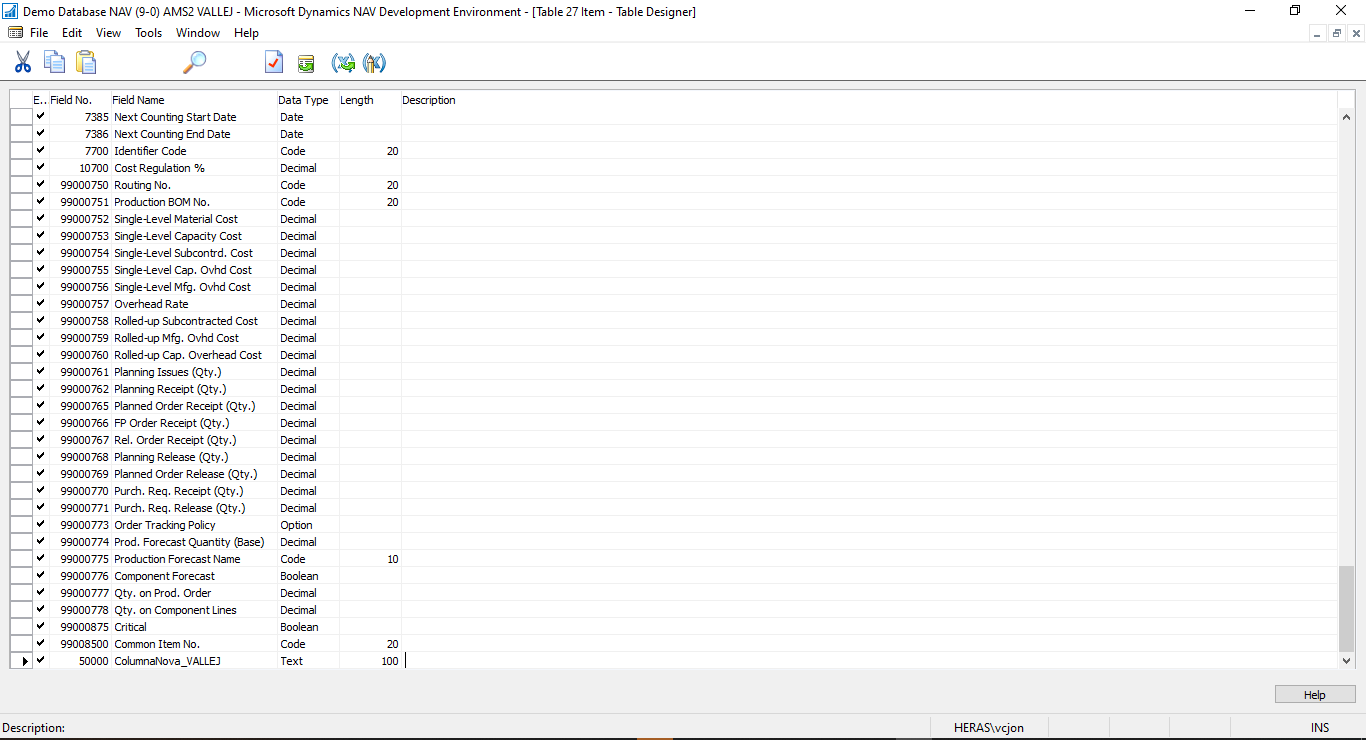 Demo Database NAV (9-0) AMS2 VALLEJ - Microsoft Dynamics NAV Development Environment - [Table 27 Item - Table Designer]
File Edit View Tools Window Help
E.. Field No. Field Name Data Type Length Description
7385 Next Counting Start Date Date
7386 Next Counting End Date Date
7700 Identifier Code Code 20
10700 Cost Regulation % Decimal
99000750 Routing No. Code 20
99000751 Production BOM No. Code 20
99000752 Single-Level Material Cost Decimal
99000753 Single-Level Capacity Cost Decimal
99000754 Single-Level Subcontrd. Cost Decimal
99000755 Single-Level Cap. Ovhd Cost Decimal
99000756 Single-Level Mfg. Ovhd Cost Decimal
99000757 Overhead Rate Decimal
99000758 Rolled-up Subcontracted Cost Decimal
99000759 Rolled-up Mfg. Ovhd Cost Decimal
99000760 Rolled-up Cap. Overhead Cost Decimal
99000761 Planning Issues (Qty.) Decimal
99000762 Planning Receipt (Qty.) Decimal
99000765 Planned Order Receipt (Qty.) Decimal
99000766 FP Order Receipt (Qty.) Decimal
99000767 Rel. Order Receipt (Qty.) Decimal
99000768 Planning Release (Qty.) Decimal
99000769 Planned Order Release (Qty.) Decimal
99000770 Purch. Req. Receipt (Qty.) Decimal
99000771 Purch. Req. Release (Qty.) Decimal
99000773 Order Tracking Policy Option
99000774 Prod. Forecast Quantity (Base) Decimal
99000775 Production Forecast Name Code 10
99000776 Component Forecast Boolean
99000777 Qty. on Prod. Order Decimal
99000778 Qty. on Component Lines Decimal
99000875 Critical Boolean
99008500 Common Item No. Code 20
50000 ColumnaNova_VALLEJ Text 100
Help
Description: HERAS\vcjon INS